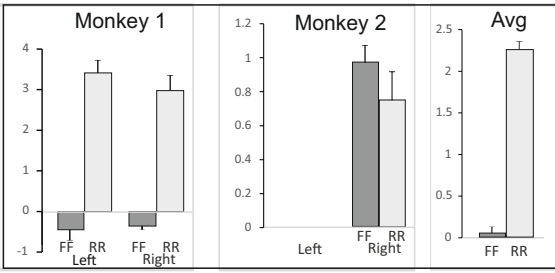 Monkey 1
4
3
2
1
0
-1
FF RR FF RR
Left Right
Monkey 2
1.2
1
0.8
0.6
0.4
0.2
0
FF RR
Left Right
Avg
2.5
2
1.5
1
0.5
0
FF RR